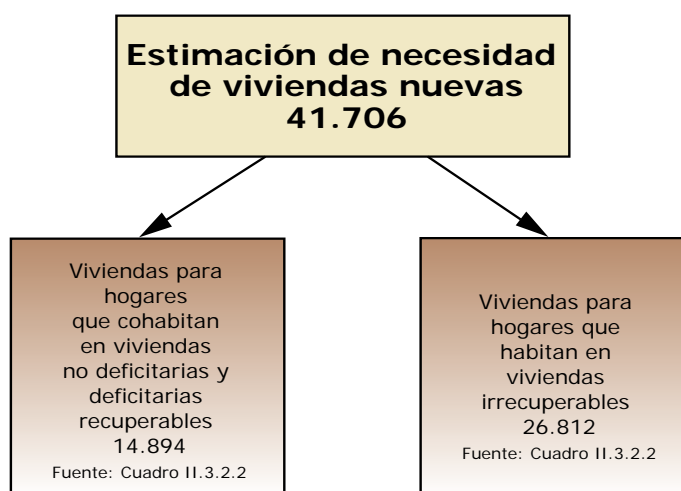 Estimación de necesidad
de viviendas nuevas
41.706
Viviendas para
hogares
que cohabitan
en viviendas
no deficitarias y
deficitarias
recuperables
14.894
Fuente: Cuadro II.3.2.2
Viviendas para
hogares que
habitan en
viviendas
irrecuperables
26.812
Fuente: Cuadro II.3.2.2